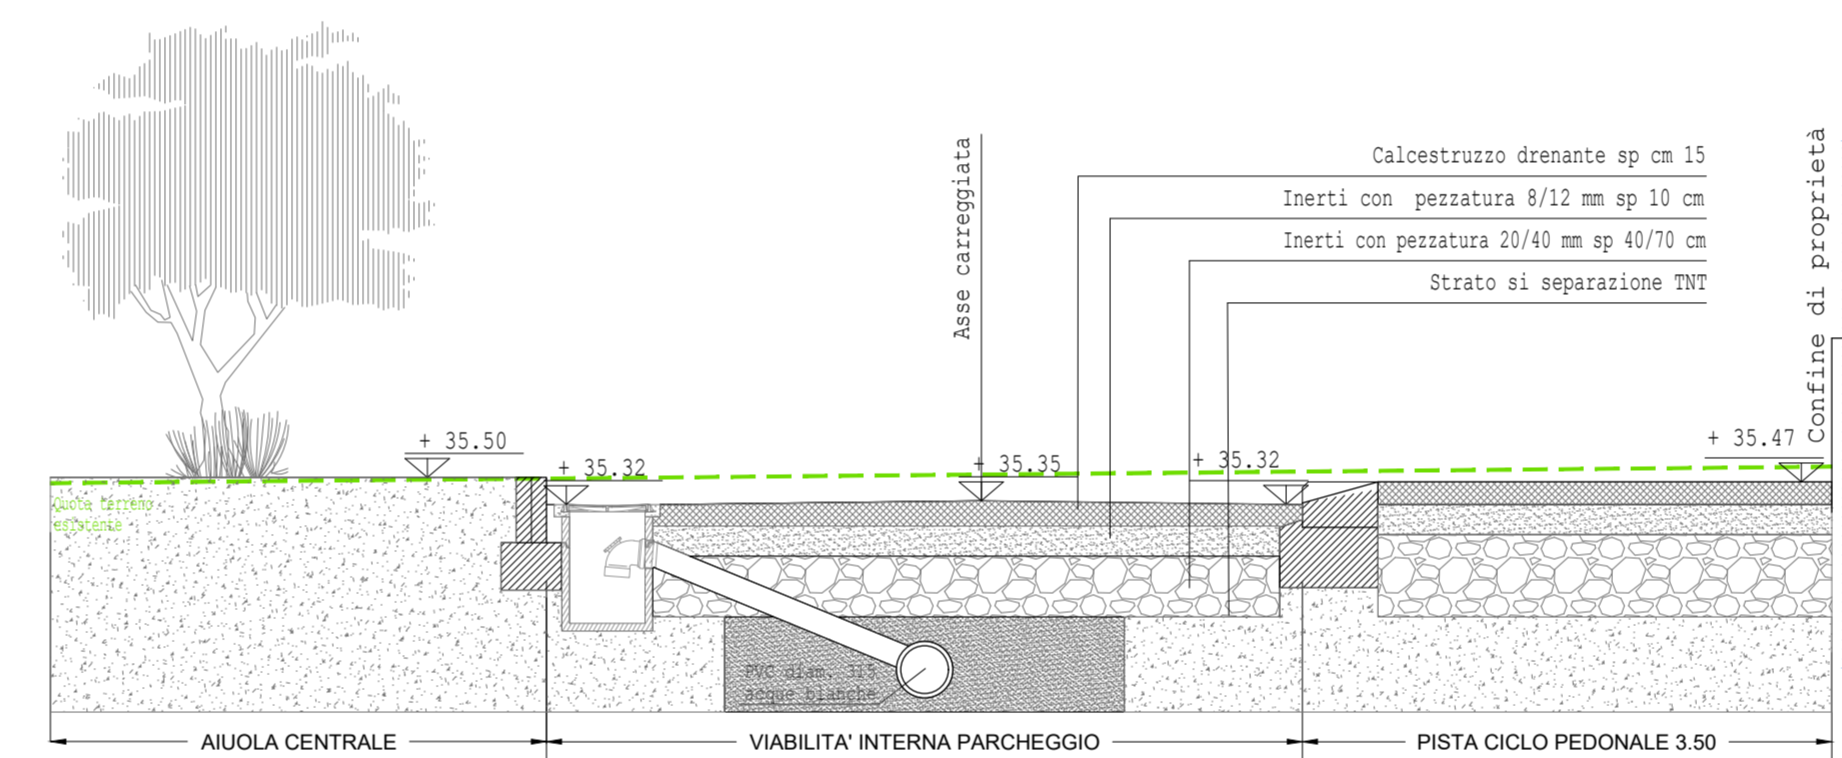 Asse carreggiata
Calcestruzzo drenante sp cm 15
Inerti con pezzatura 8/12 mm sp 10 cm
Inerti con pezzatura 20/40 mm sp 40/70 cm
Strato si separazione TNT
Confine di proprietà
+ 35.50
+ 35.32
+ 35.35
+ 35.32
+ 35.47
Quota terreno
esistente
PVC diam. 315
acque bianche
AIUOLA CENTRALE
VIABILITA' INTERNA PARCHEGGIO
PISTA CICLO PEDONALE 3.50